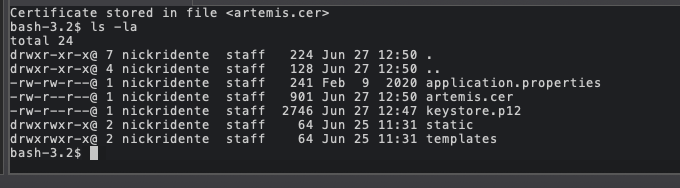 Certificate stored in file <artemis.cer>
bash-3.2$ ls -la
total 24
drwxr-xr-x@ 7 nickridente  staff   224 Jun 27 12:50 .
drwxr-xr-x@ 4 nickridente  staff   128 Jun 27 12:50 ..
-rw-r--r--@ 1 nickridente  staff   241 Feb  9  2020 application.properties
-rw-r--r--@ 1 nickridente  staff   901 Jun 27 12:50 artemis.cer
-rw-r--r--@ 1 nickridente  staff  2746 Jun 27 12:47 keystore.p12
drwxrwxr-x@ 2 nickridente  staff    64 Jun 25 11:31 static
drwxrwxr-x@ 2 nickridente  staff    64 Jun 25 11:31 templates
bash-3.2$